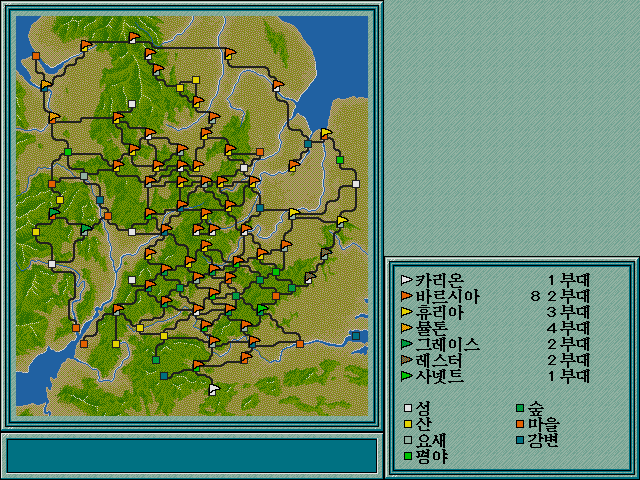 카리온 1부대
바르시아 82부대
휴리아 3부대
뮬톤 4부대
그레이스 2부대
레스터 2부대
사넷트 1부대
성 숲
산 마을
요새 강변
평야